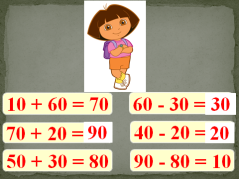 10 + 60 = 70
60 - 30 = 30
70 + 20 = 90
40 - 20 = 20
50 + 30 = 80
90 - 80 = 10